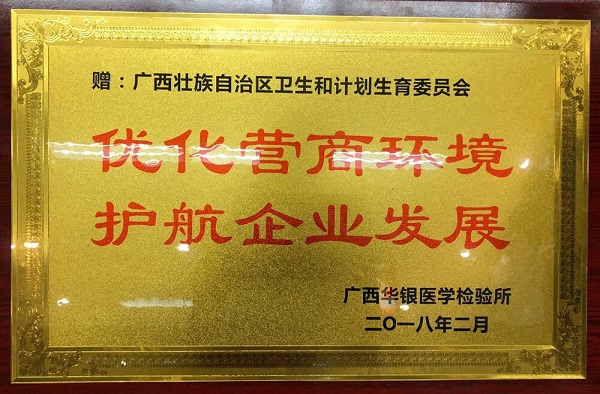 赠：广西壮族自治区卫生和计划生育委员会
优化营商环境
护航企业发展
广西华银医学检验所
二〇一八年二月